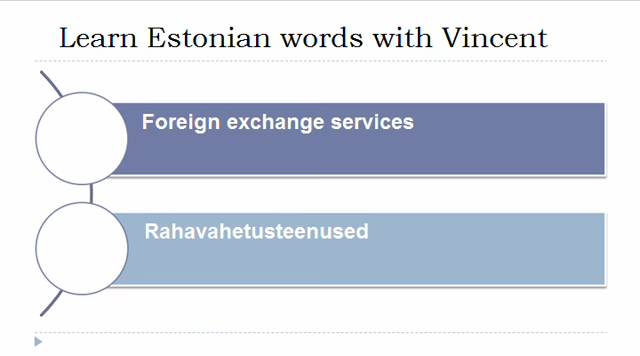 Learn Estonian words with Vincent
Foreign exchange services
Rahavahetusteenused